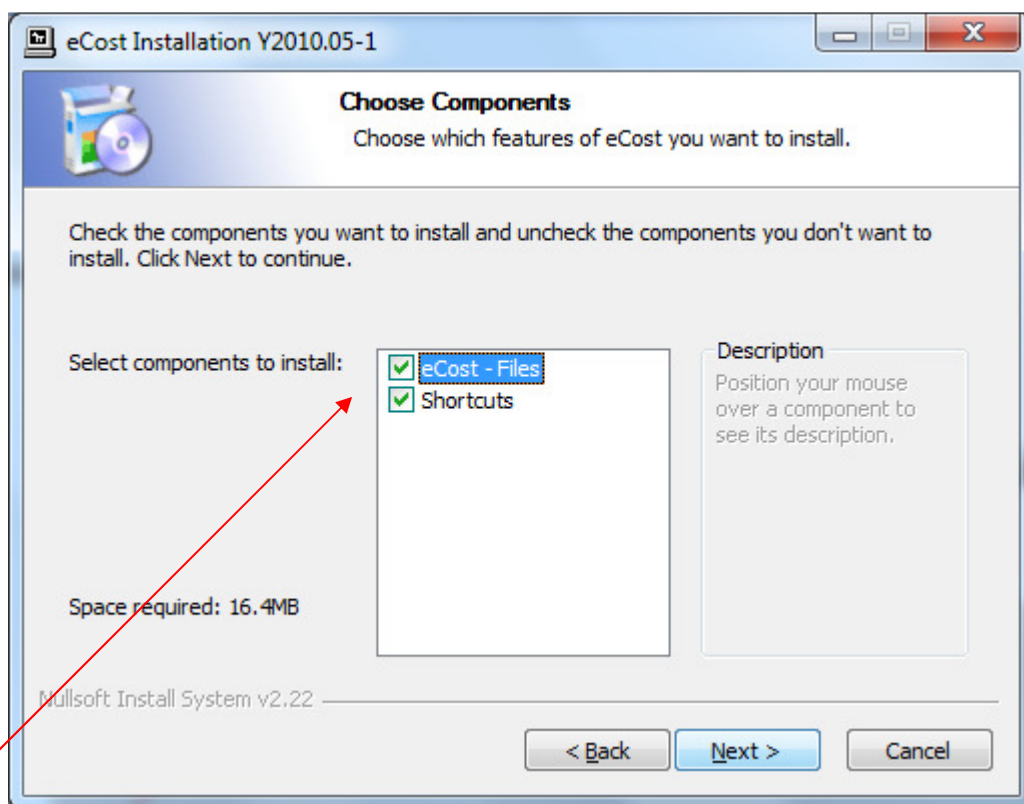 eCost Installation Y2010.05-1
Choose Components
Choose which features of eCost you want to install.
Check the components you want to install and uncheck the components you don't want to
install. Click Next to continue.
Select components to install:
eCost - Files
Shortcuts
Description
Position your mouse
over a component to
see its description.
Space required: 16.4MB
Nullsoft Install System v2.22
< Back
Next >
Cancel